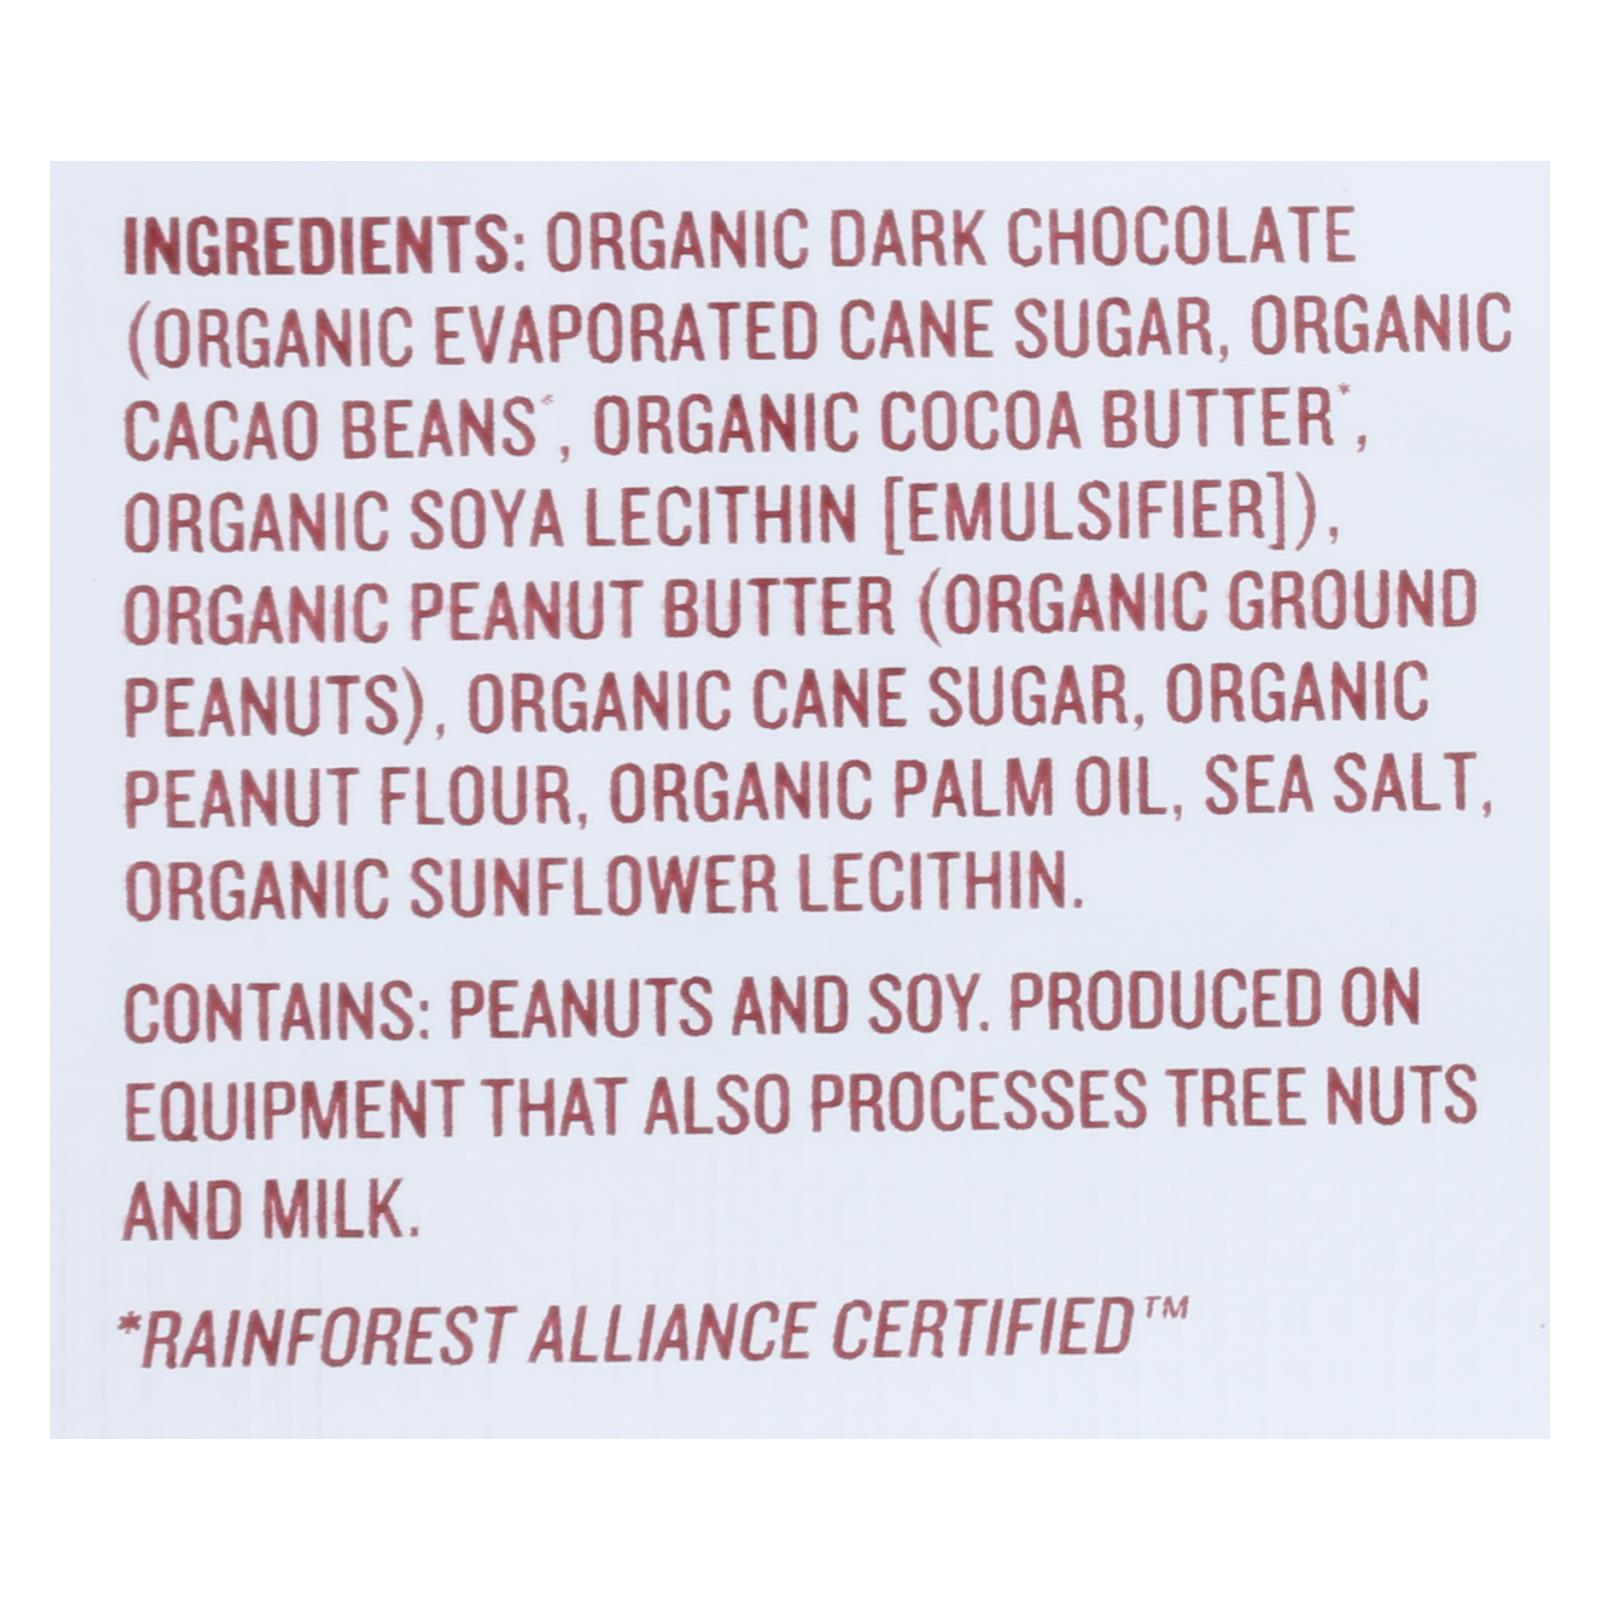 INGREDIENTS: ORGANIC DARK CHOCOLATE
(ORGANIC EVAPORATED CANE SUGAR, ORGANIC
CACAO BEANS*, ORGANIC COCOA BUTTER*,
ORGANIC SOYA LECITHIN [EMULSIFIER]),
ORGANIC PEANUT BUTTER (ORGANIC GROUND
PEANUTS), ORGANIC CANE SUGAR, ORGANIC
PEANUT FLOUR, ORGANIC PALM OIL, SEA SALT,
ORGANIC SUNFLOWER LECITHIN.
CONTAINS: PEANUTS AND SOY. PRODUCED ON
EQUIPMENT THAT ALSO PROCESSES TREE NUTS
AND MILK.
*RAINFOREST ALLIANCE CERTIFIED™